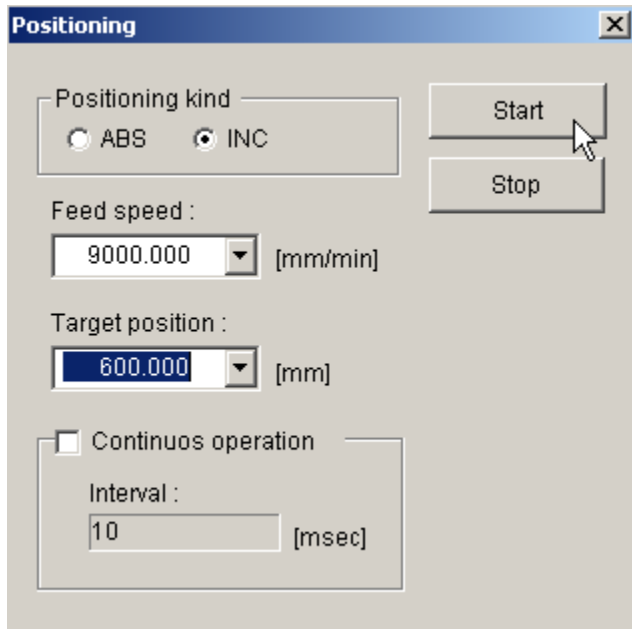 Positioning
Positioning kind
ABS INC
Start
Stop
Feed speed :
9000.000 [mm/min]
Target position :
600.000 [mm]
Continuos operation
Interval :
10 [msec]